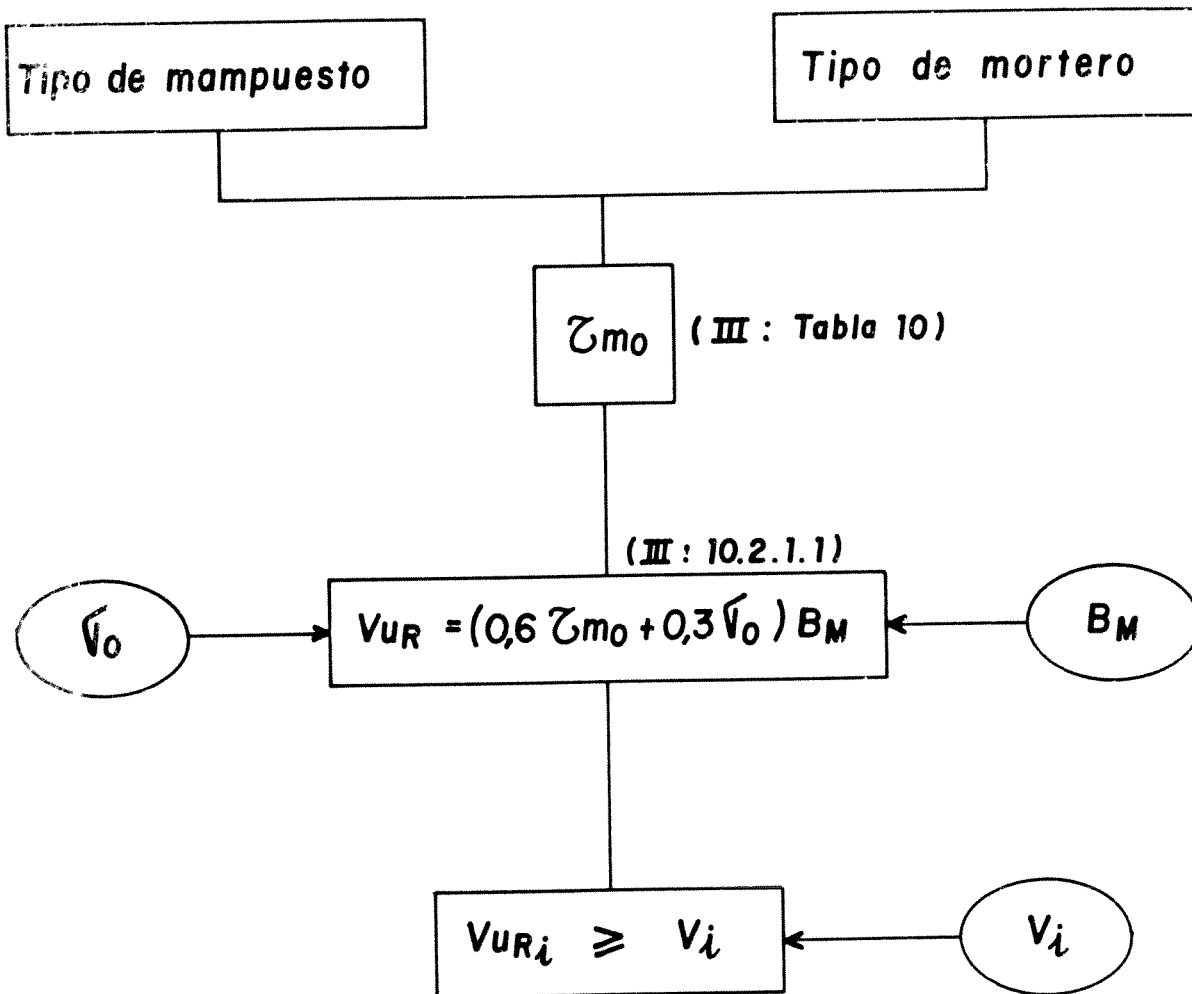 Tipo de mampuesto
Tipo de mortero
τm₀
(III : Tabla 10)
(III : 10.2.1.1)
σ₀
VuR = (0,6 τm₀ + 0,3 σ₀) BM
BM
VuRi ⩾ Vi
Vi